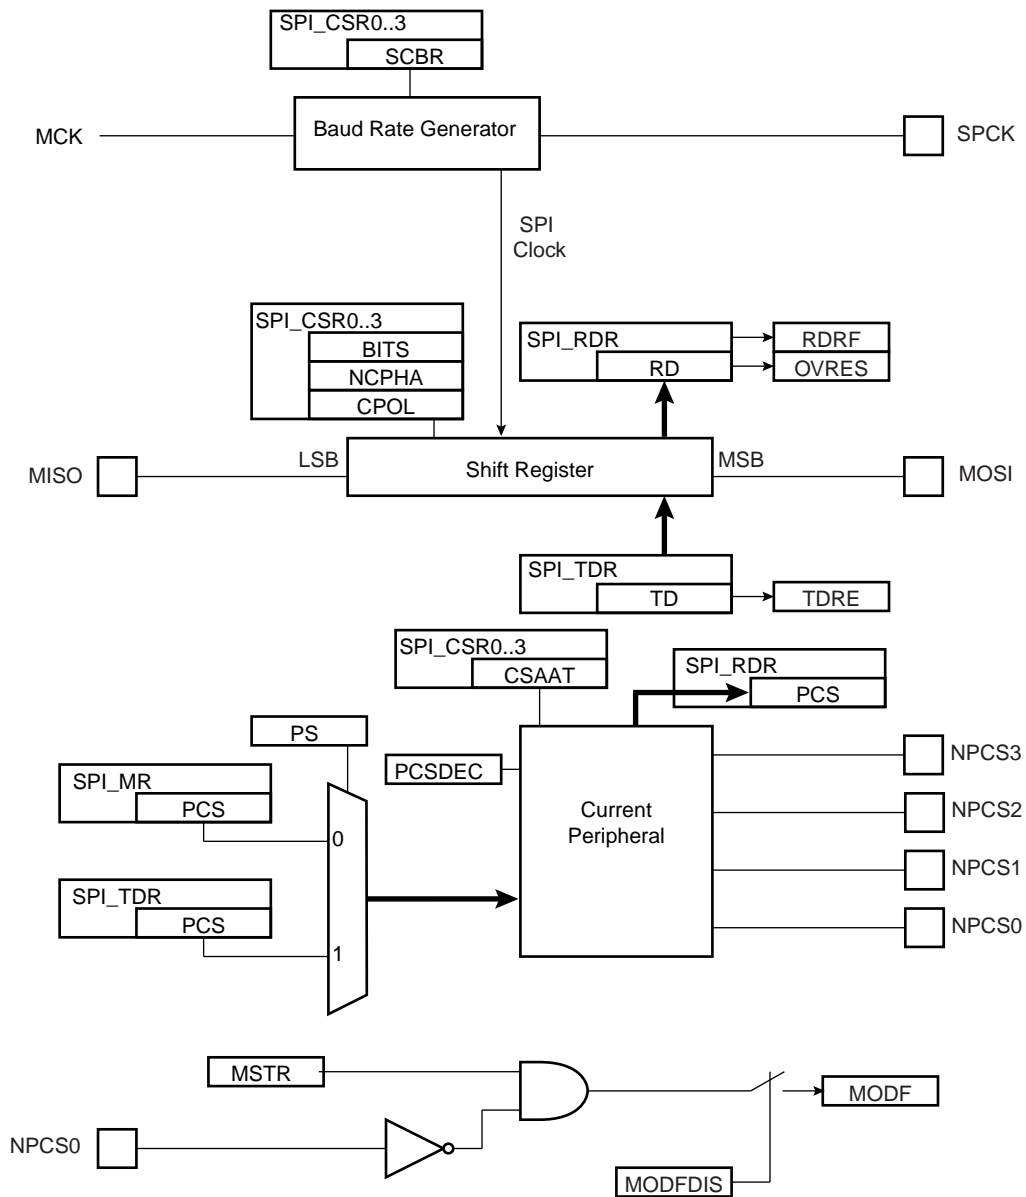 SPI_CSR0..3
SCBR
MCK
Baud Rate Generator
SPCK
SPI
Clock
SPI_CSR0..3
BITS
NCPHA
CPOL
SPI_RDR
RD
RDRF
OVRES
MISO
LSB
Shift Register
MSB
MOSI
SPI_TDR
TD
TDRE
SPI_CSR0..3
CSAAT
SPI_RDR
PCS
PS
PCSDEC
NPCS3
SPI_MR
PCS
0
Current
Peripheral
NPCS2
NPCS1
SPI_TDR
PCS
1
NPCS0
MSTR
MODF
NPCS0
MODFDIS